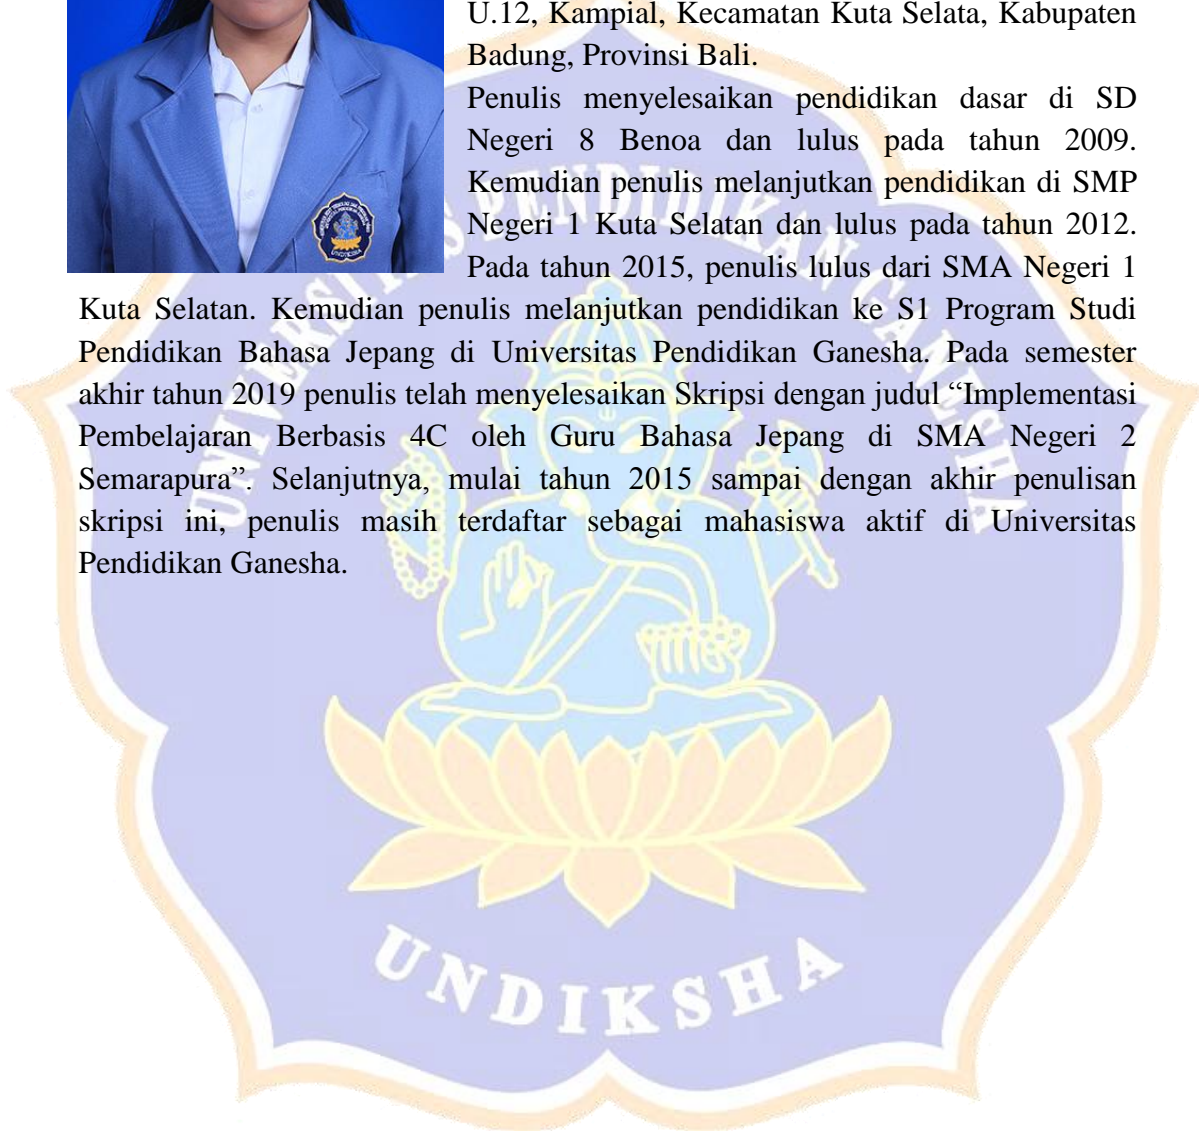 U.12, Kampial, Kecamatan Kuta Selata, Kabupaten
Badung, Provinsi Bali.
Penulis menyelesaikan pendidikan dasar di SD
Negeri 8 Benoa dan lulus pada tahun 2009.
Kemudian penulis melanjutkan pendidikan di SMP
Negeri 1 Kuta Selatan dan lulus pada tahun 2012.
Pada tahun 2015, penulis lulus dari SMA Negeri 1
Kuta Selatan. Kemudian penulis melanjutkan pendidikan ke S1 Program Studi
Pendidikan Bahasa Jepang di Universitas Pendidikan Ganesha. Pada semester
akhir tahun 2019 penulis telah menyelesaikan Skripsi dengan judul “Implementasi
Pembelajaran Berbasis 4C oleh Guru Bahasa Jepang di SMA Negeri 2
Semarapura”. Selanjutnya, mulai tahun 2015 sampai dengan akhir penulisan
skripsi ini, penulis masih terdaftar sebagai mahasiswa aktif di Universitas
Pendidikan Ganesha.
UNIVERSITAS PENDIDIKAN GANESHA
UNDIKSHA
UNDIKSHA